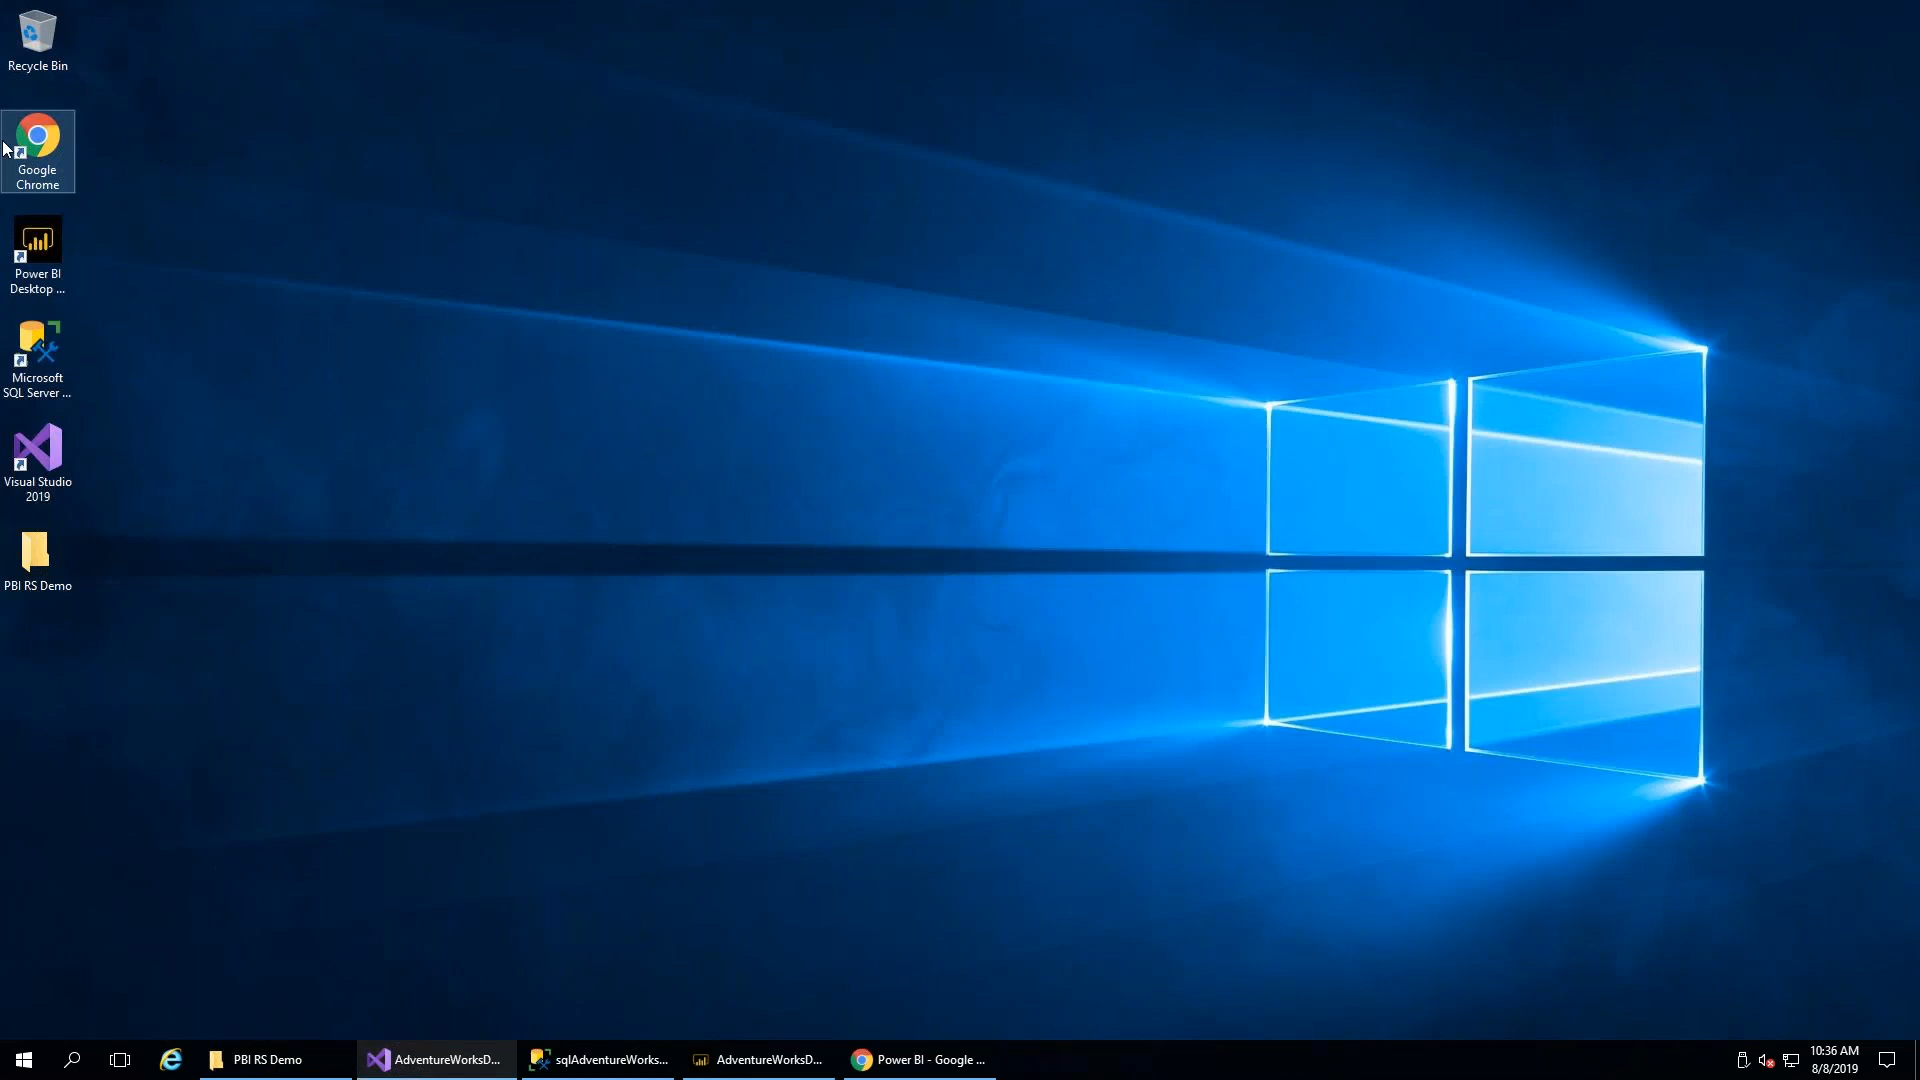 Recycle Bin
Google
Chrome
Power BI
Desktop ...
Microsoft
SQL Server ...
Visual Studio
2019
PBI RS Demo
PBI RS Demo
AdventureWorksD...
sqlAdventureWorks...
AdventureWorksD...
Power BI - Google ...
10:36 AM
8/8/2019